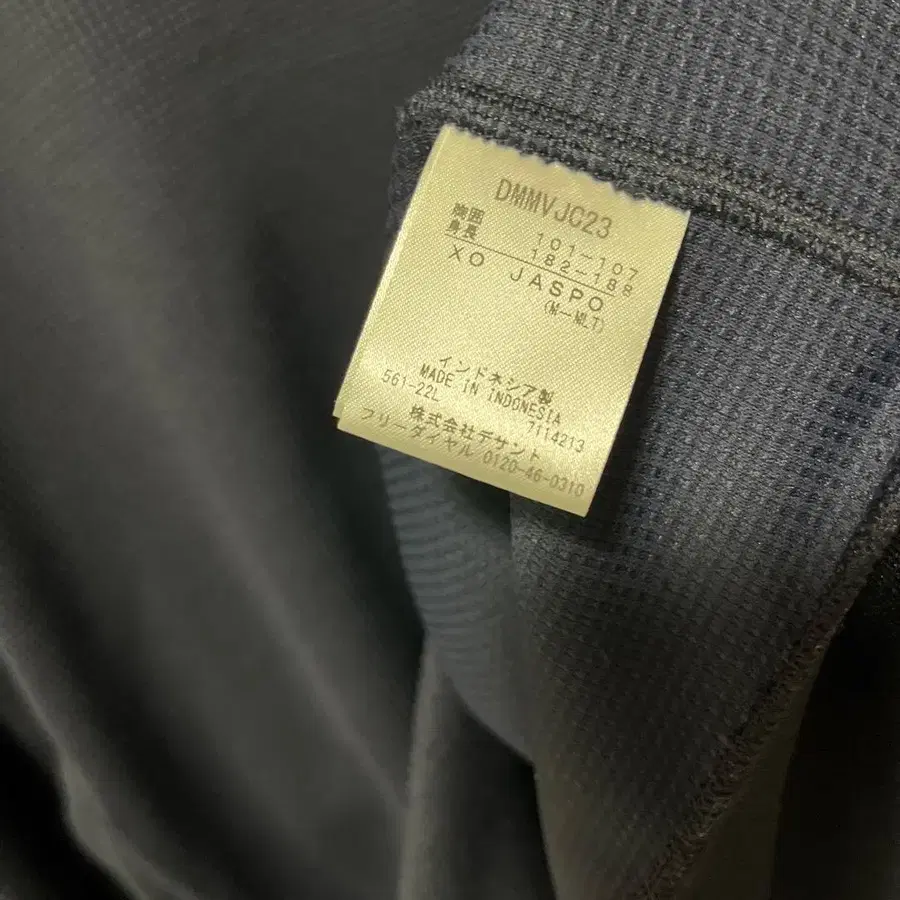 DMMVJC23
胸囲 101-107
身長 182-188
XO JASPO
(M-MLT)
インドネシア製
MADE IN INDONESIA
561-22L 7114213
株式会社デサント
フリーダイヤル 0120-46-0310